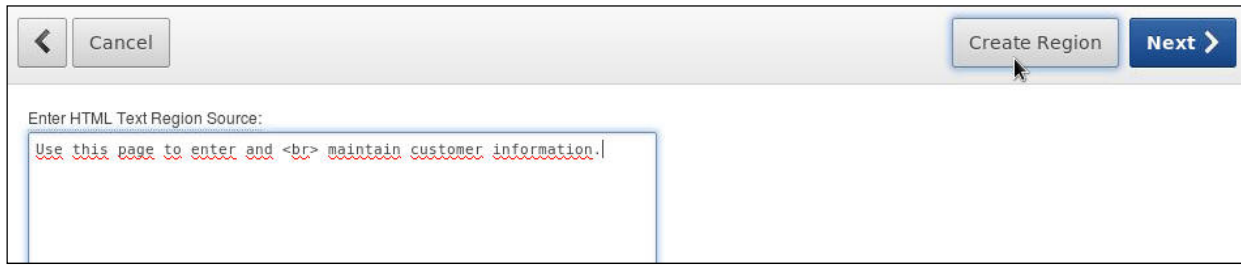 Cancel
Create Region
Next
Enter HTML Text Region Source:
Use this page to enter and <br> maintain customer information.